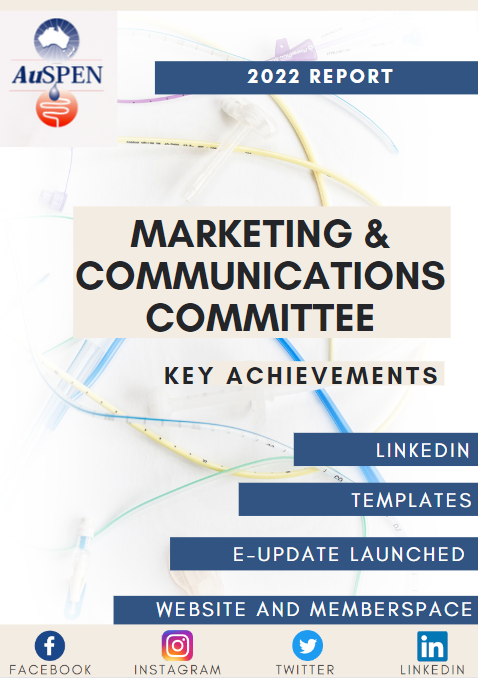 AuSPEN
2022 REPORT
MARKETING &
COMMUNICATIONS
COMMITTEE
KEY ACHIEVEMENTS
LINKEDIN
TEMPLATES
E-UPDATE LAUNCHED
WEBSITE AND MEMBERSPACE
FACEBOOK
INSTAGRAM
TWITTER
LINKEDIN